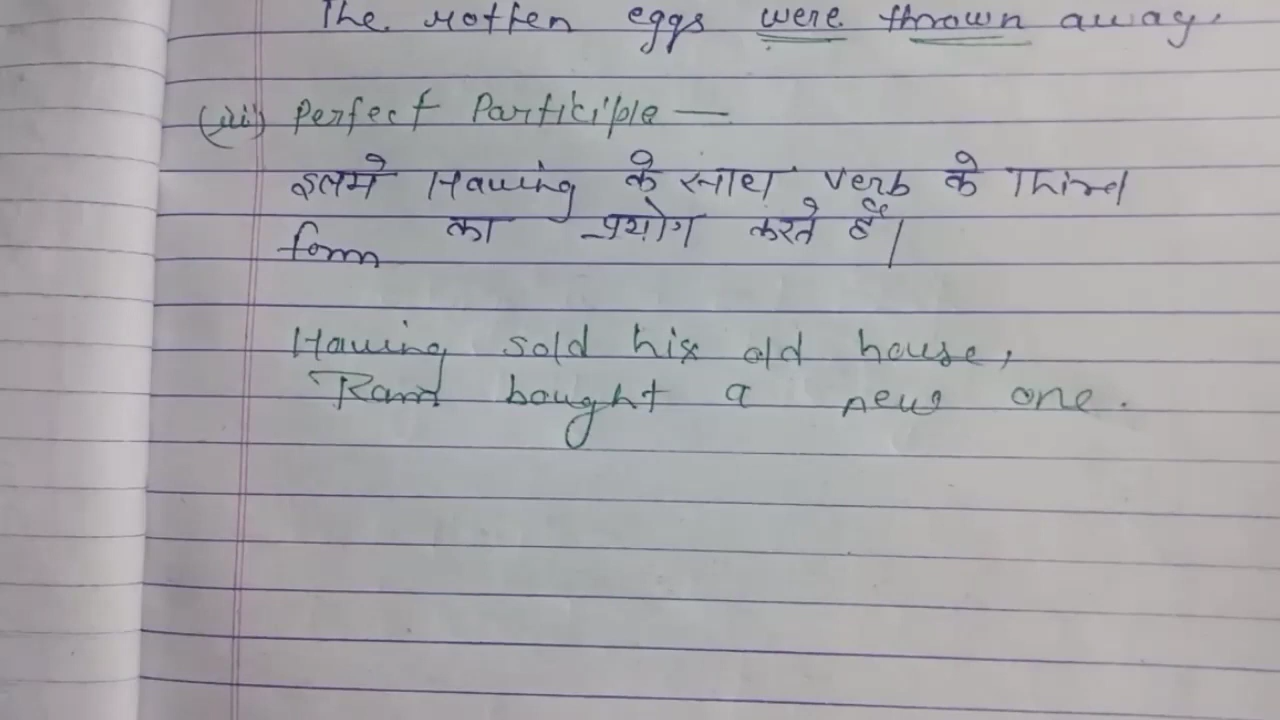 The rotten eggs were thrown away.
(iii) Perfect Participle —
इसमे Having के साथ Verb के Third
form का प्रयोग करते हैं।
Having sold his old house,
Ram bought a new one.